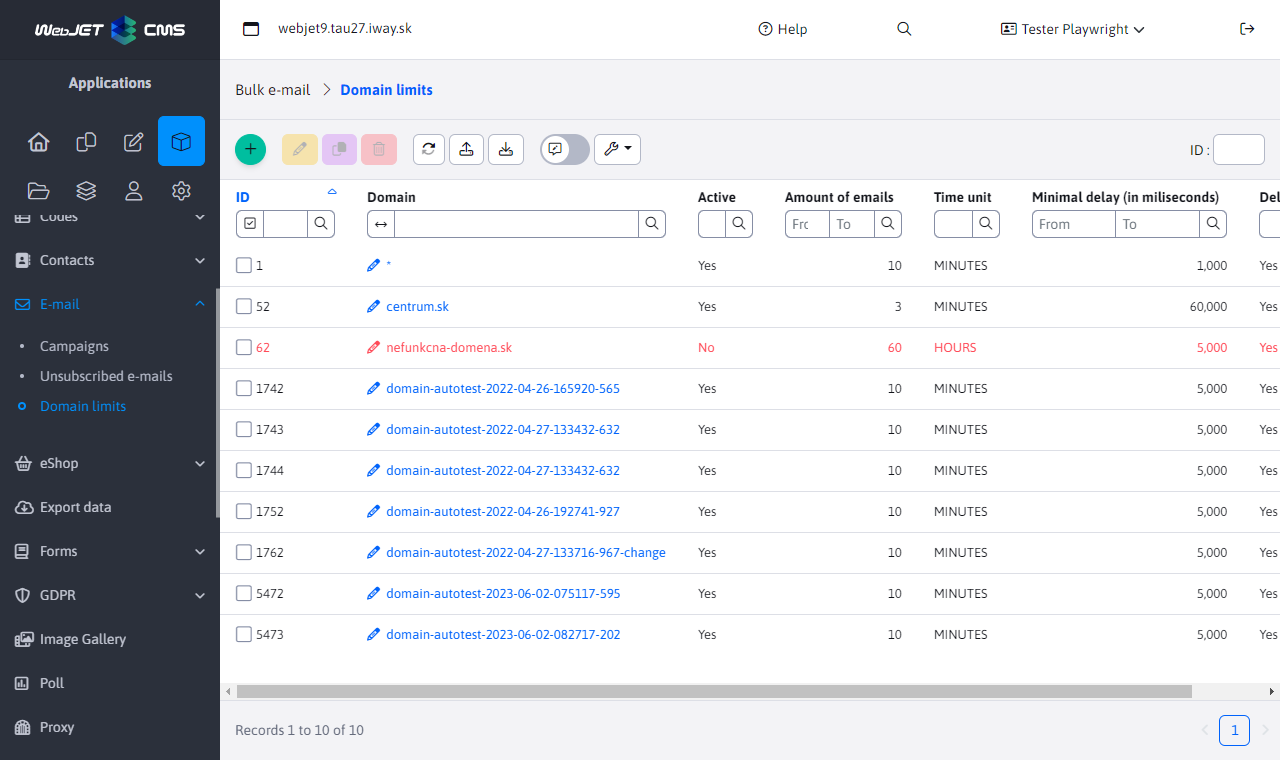 WebJET CMS
webjet9.tau27.iway.sk
Help
Tester Playwright
Applications
Codes
Contacts
E-mail
Campaigns
Unsubscribed e-mails
Domain limits
eShop
Export data
Forms
GDPR
Image Gallery
Poll
Proxy
Bulk e-mail > Domain limits
ID :
ID Domain Active Amount of emails Time unit Minimal delay (in miliseconds) Del
Frc To From To
1 * Yes 10 MINUTES 1,000 Yes
52 centrum.sk Yes 3 MINUTES 60,000 Yes
62 nefunkcna-domena.sk No 60 HOURS 5,000 Yes
1742 domain-autotest-2022-04-26-165920-565 Yes 10 MINUTES 5,000 Yes
1743 domain-autotest-2022-04-27-133432-632 Yes 10 MINUTES 5,000 Yes
1744 domain-autotest-2022-04-27-133432-632 Yes 10 MINUTES 5,000 Yes
1752 domain-autotest-2022-04-26-192741-927 Yes 10 MINUTES 5,000 Yes
1762 domain-autotest-2022-04-27-133716-967-change Yes 10 MINUTES 5,000 Yes
5472 domain-autotest-2023-06-02-075117-595 Yes 10 MINUTES 5,000 Yes
5473 domain-autotest-2023-06-02-082717-202 Yes 10 MINUTES 5,000 Yes
Records 1 to 10 of 10
1